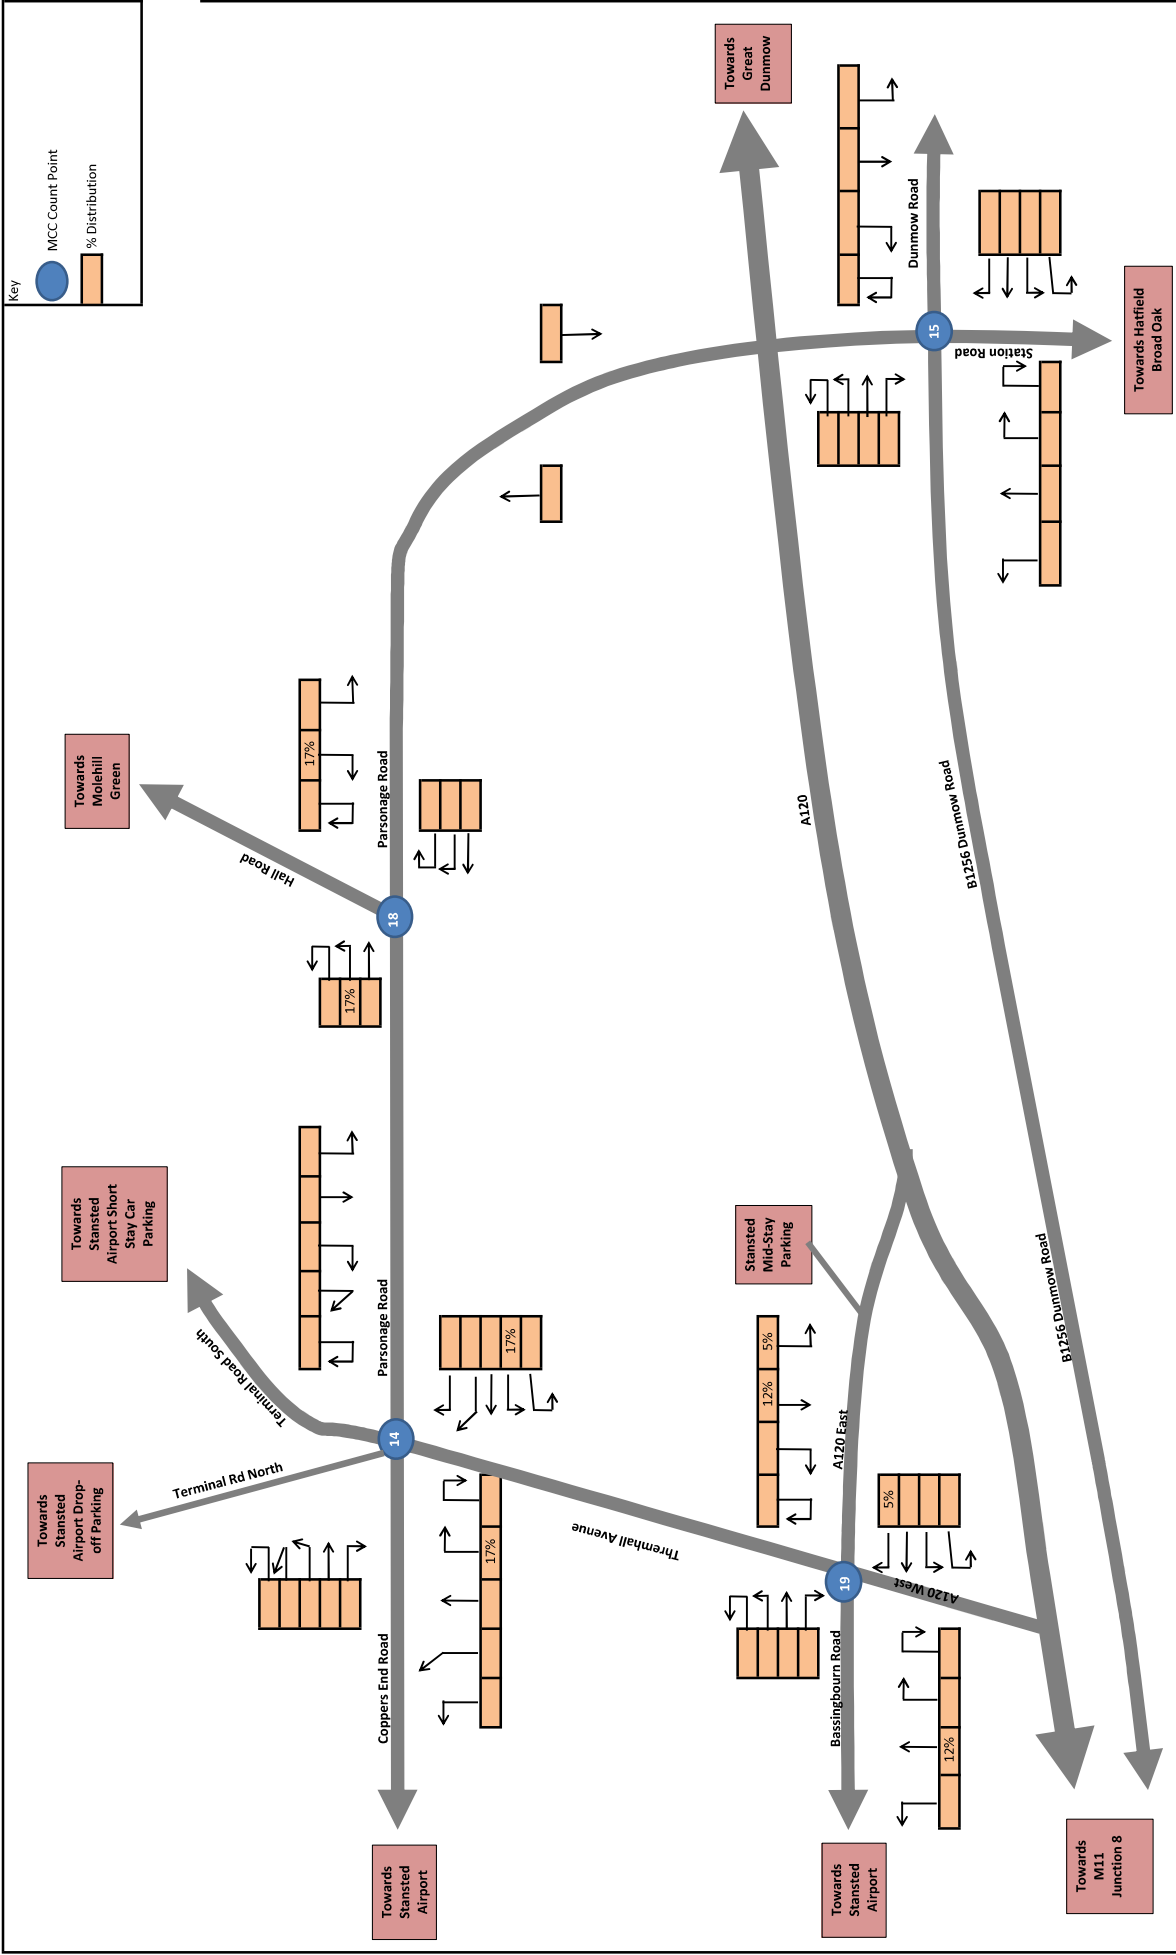 Key
MCC Count Point
% Distribution
Towards
Stansted
Airport Drop-
off Parking
Towards
Stansted
Airport Short
Stay Car
Parking
Towards
Molehill
Green
Terminal Rd North
Terminal Road South
Hall Road
17%
17%
Coppers End Road
14
Parsonage Road
18
Parsonage Road
17%
17%
Towards
Stansted
Airport
Threnhall Avenue
Stansted
Mid-Stay
Parking
A120
Towards
Great
Dunmow
12%
5%
Bassingbourn Road
19
A120 East
A120 West
5%
12%
Towards
Stansted
Airport
15
Dunmow Road
Station Road
B1256 Dunmow Road
B1256 Dunmow Road
Towards
M11
Junction 8
Towards Hatfield
Broad Oak